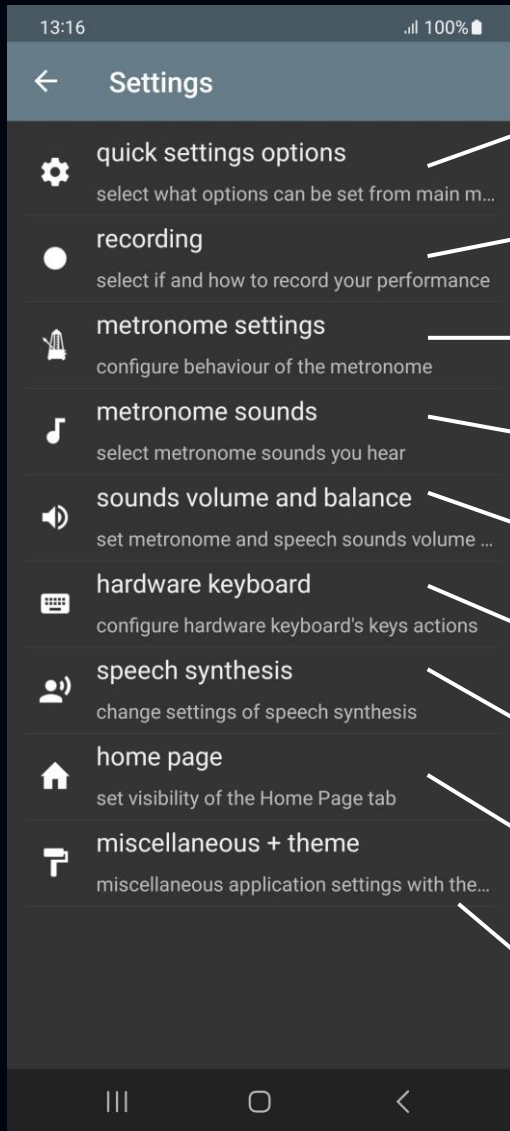 13:16 100%
Settings
quick settings options
select what options can be set from main m...
recording
select if and how to record your performance
metronome settings
configure behaviour of the metronome
metronome sounds
select metronome sounds you hear
sounds volume and balance
set metronome and speech sounds volume ...
hardware keyboard
configure hardware keyboard's keys actions
speech synthesis
change settings of speech synthesis
home page
set visibility of the Home Page tab
miscellaneous + theme
miscellaneous application settings with the...